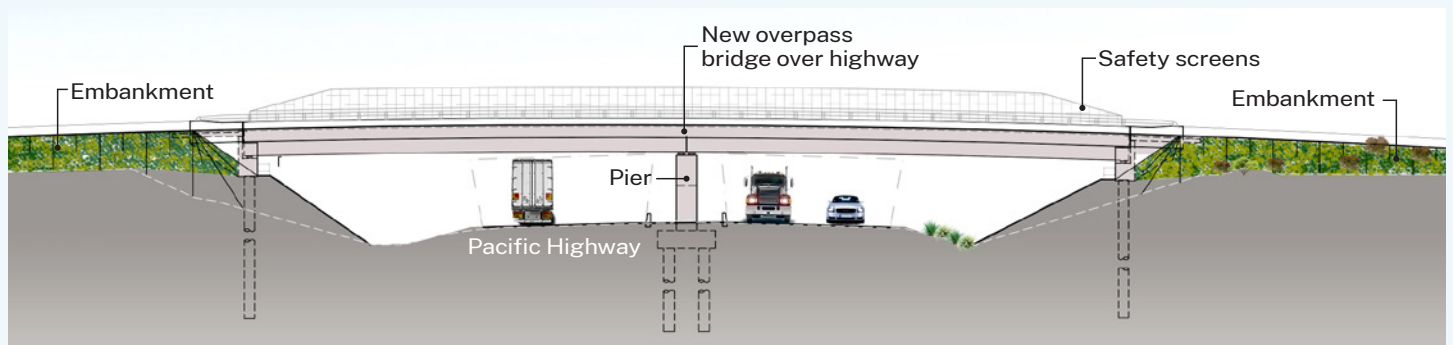 New overpass
bridge over highway
Safety screens
Embankment
Embankment
Pier
Pacific Highway